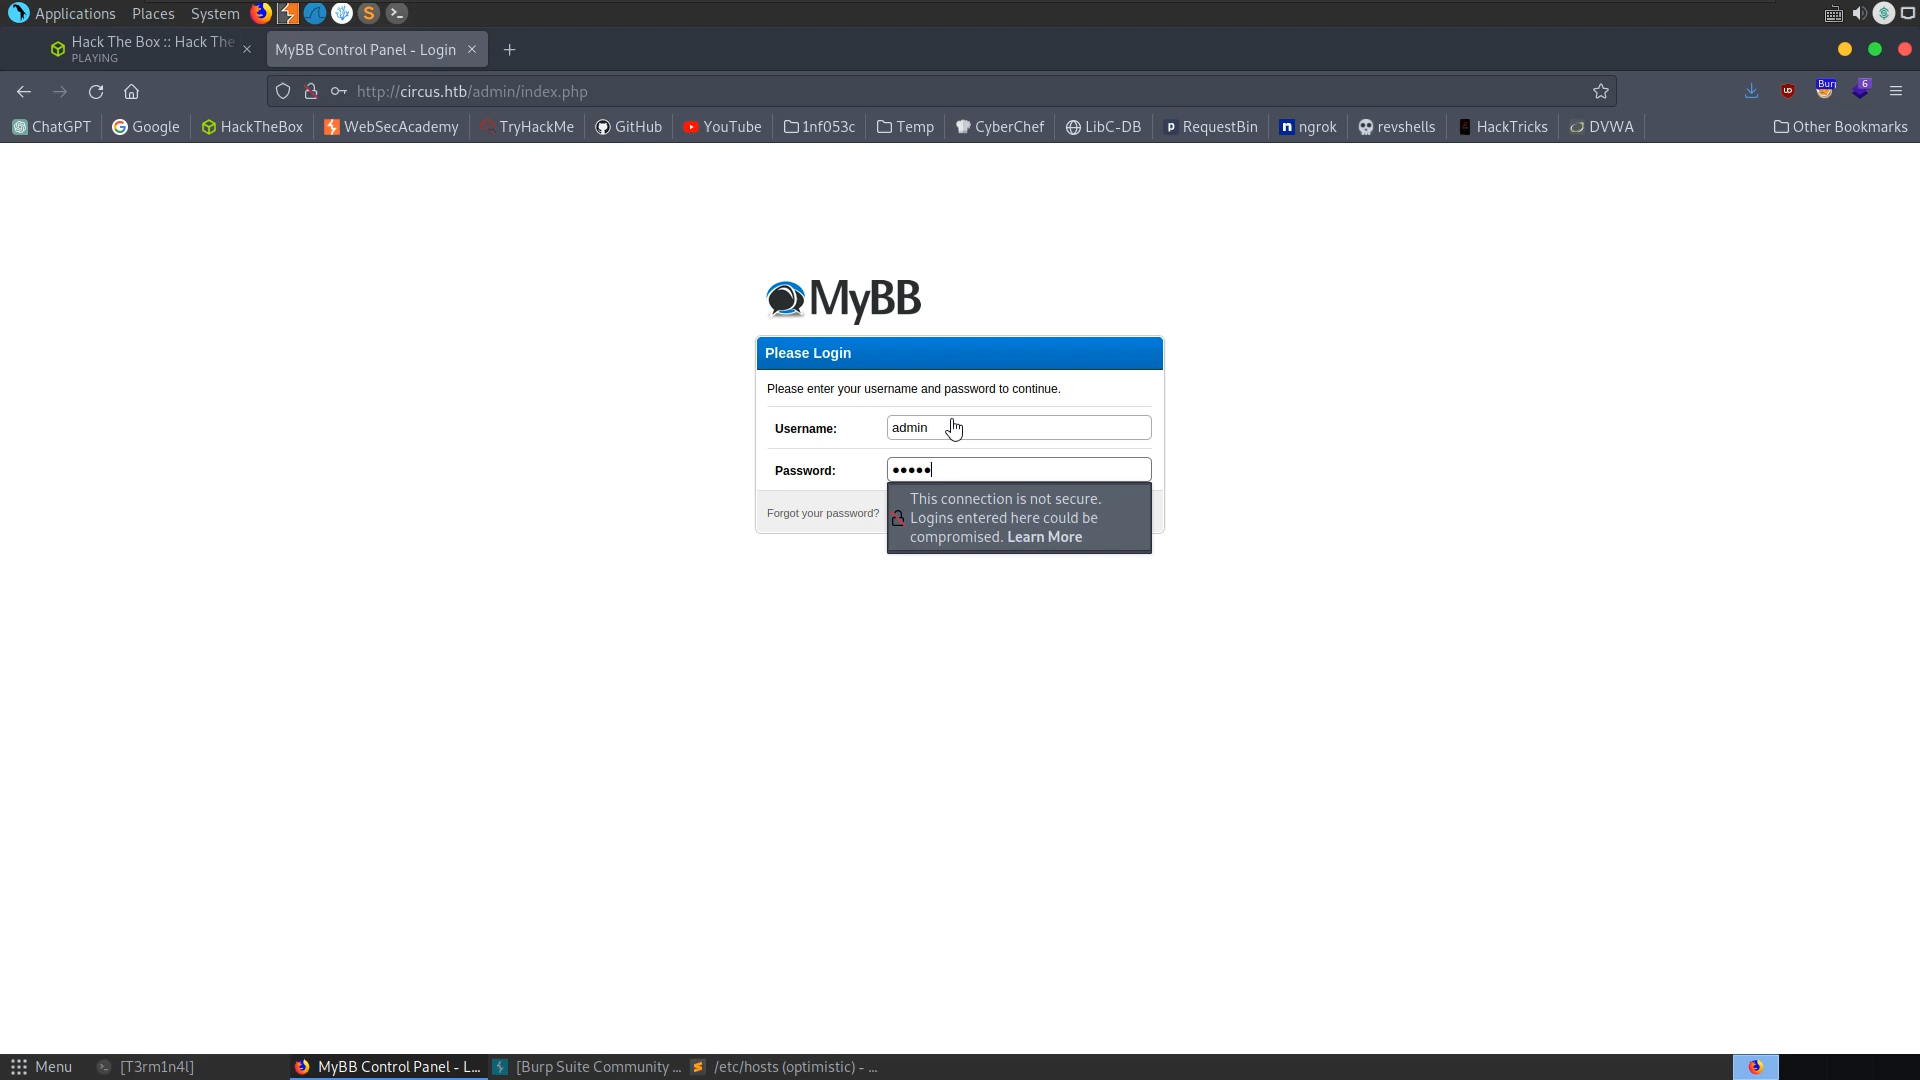 Applications Places System
Hack The Box :: Hack The
PLAYING
MyBB Control Panel - Login
http://circus.htb/admin/index.php
Burp
6
ChatGPT Google HackTheBox WebSecAcademy TryHackMe GitHub YouTube 1nf053c Temp CyberChef LibC-DB RequestBin ngrok revshells HackTricks DVWA Other Bookmarks
MyBB
Please Login
Please enter your username and password to continue.
Username: admin
Password: •••••
Forgot your password?
This connection is not secure.
Logins entered here could be
compromised. Learn More
Menu [T3rm1n4l] MyBB Control Panel - L... [Burp Suite Community ... /etc/hosts (optimistic) - ...